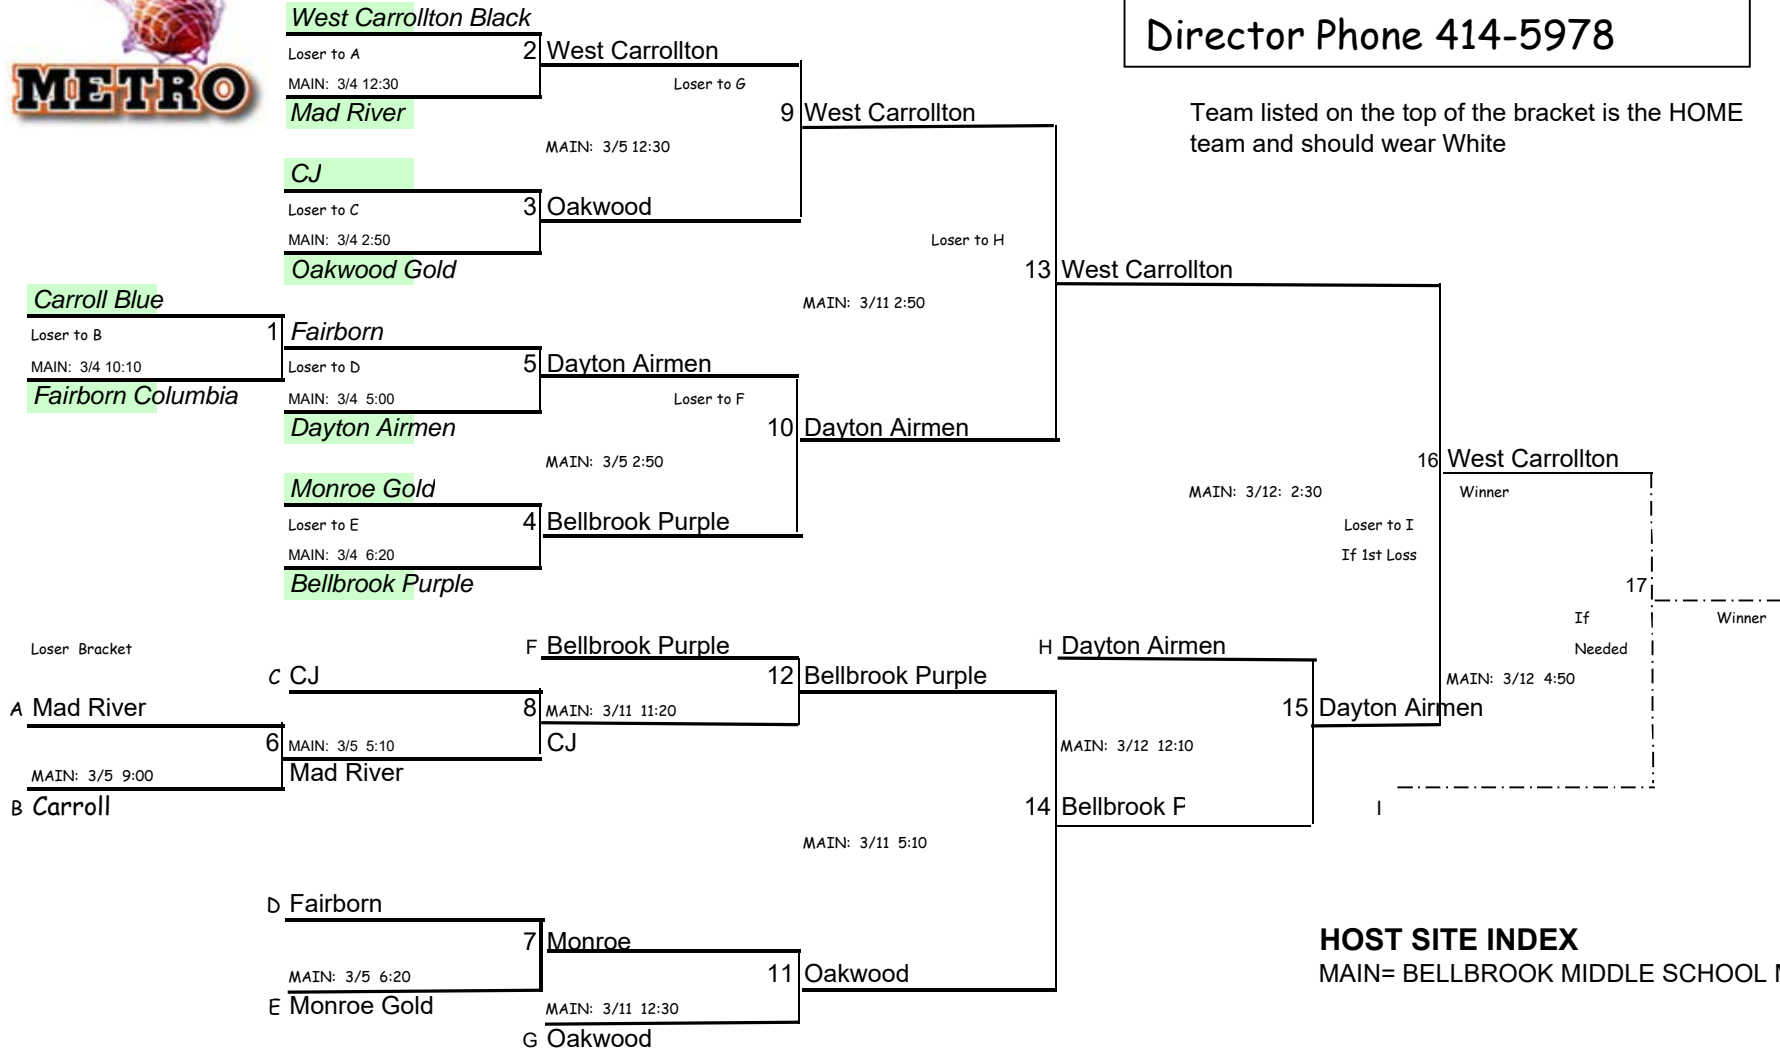 METRO
West Carrollton Black
Director Phone 414-5978
Loser to A
2 West Carrollton
MAIN: 3/4 12:30
Loser to G
Mad River
9 West Carrollton
Team listed on the top of the bracket is the HOME
team and should wear White
MAIN: 3/5 12:30
CJ
Loser to C
3 Oakwood
MAIN: 3/4 2:50
Loser to H
Oakwood Gold
13 West Carrollton
Carroll Blue
MAIN: 3/11 2:50
Loser to B
1 Fairborn
MAIN: 3/4 10:10
Loser to D
5 Dayton Airmen
Fairborn Columbia
MAIN: 3/4 5:00
Loser to F
Dayton Airmen
10 Dayton Airmen
MAIN: 3/5 2:50
16 West Carrollton
Monroe Gold
MAIN: 3/12: 2:30
Winner
Loser to E
4 Bellbrook Purple
Loser to I
MAIN: 3/4 6:20
If 1st Loss
Bellbrook Purple
17
If
Winner
Loser Bracket
F Bellbrook Purple
H Dayton Airmen
Needed
C CJ
12 Bellbrook Purple
MAIN: 3/12 4:50
A Mad River
8 MAIN: 3/11 11:20
15 Dayton Airmen
6 MAIN: 3/5 5:10
CJ
MAIN: 3/12 12:10
MAIN: 3/5 9:00
Mad River
B Carroll
14 Bellbrook P
I
MAIN: 3/11 5:10
D Fairborn
7 Monroe
HOST SITE INDEX
MAIN: 3/5 6:20
11 Oakwood
MAIN= BELLBROOK MIDDLE SCHOOL
E Monroe Gold
MAIN: 3/11 12:30
G Oakwood